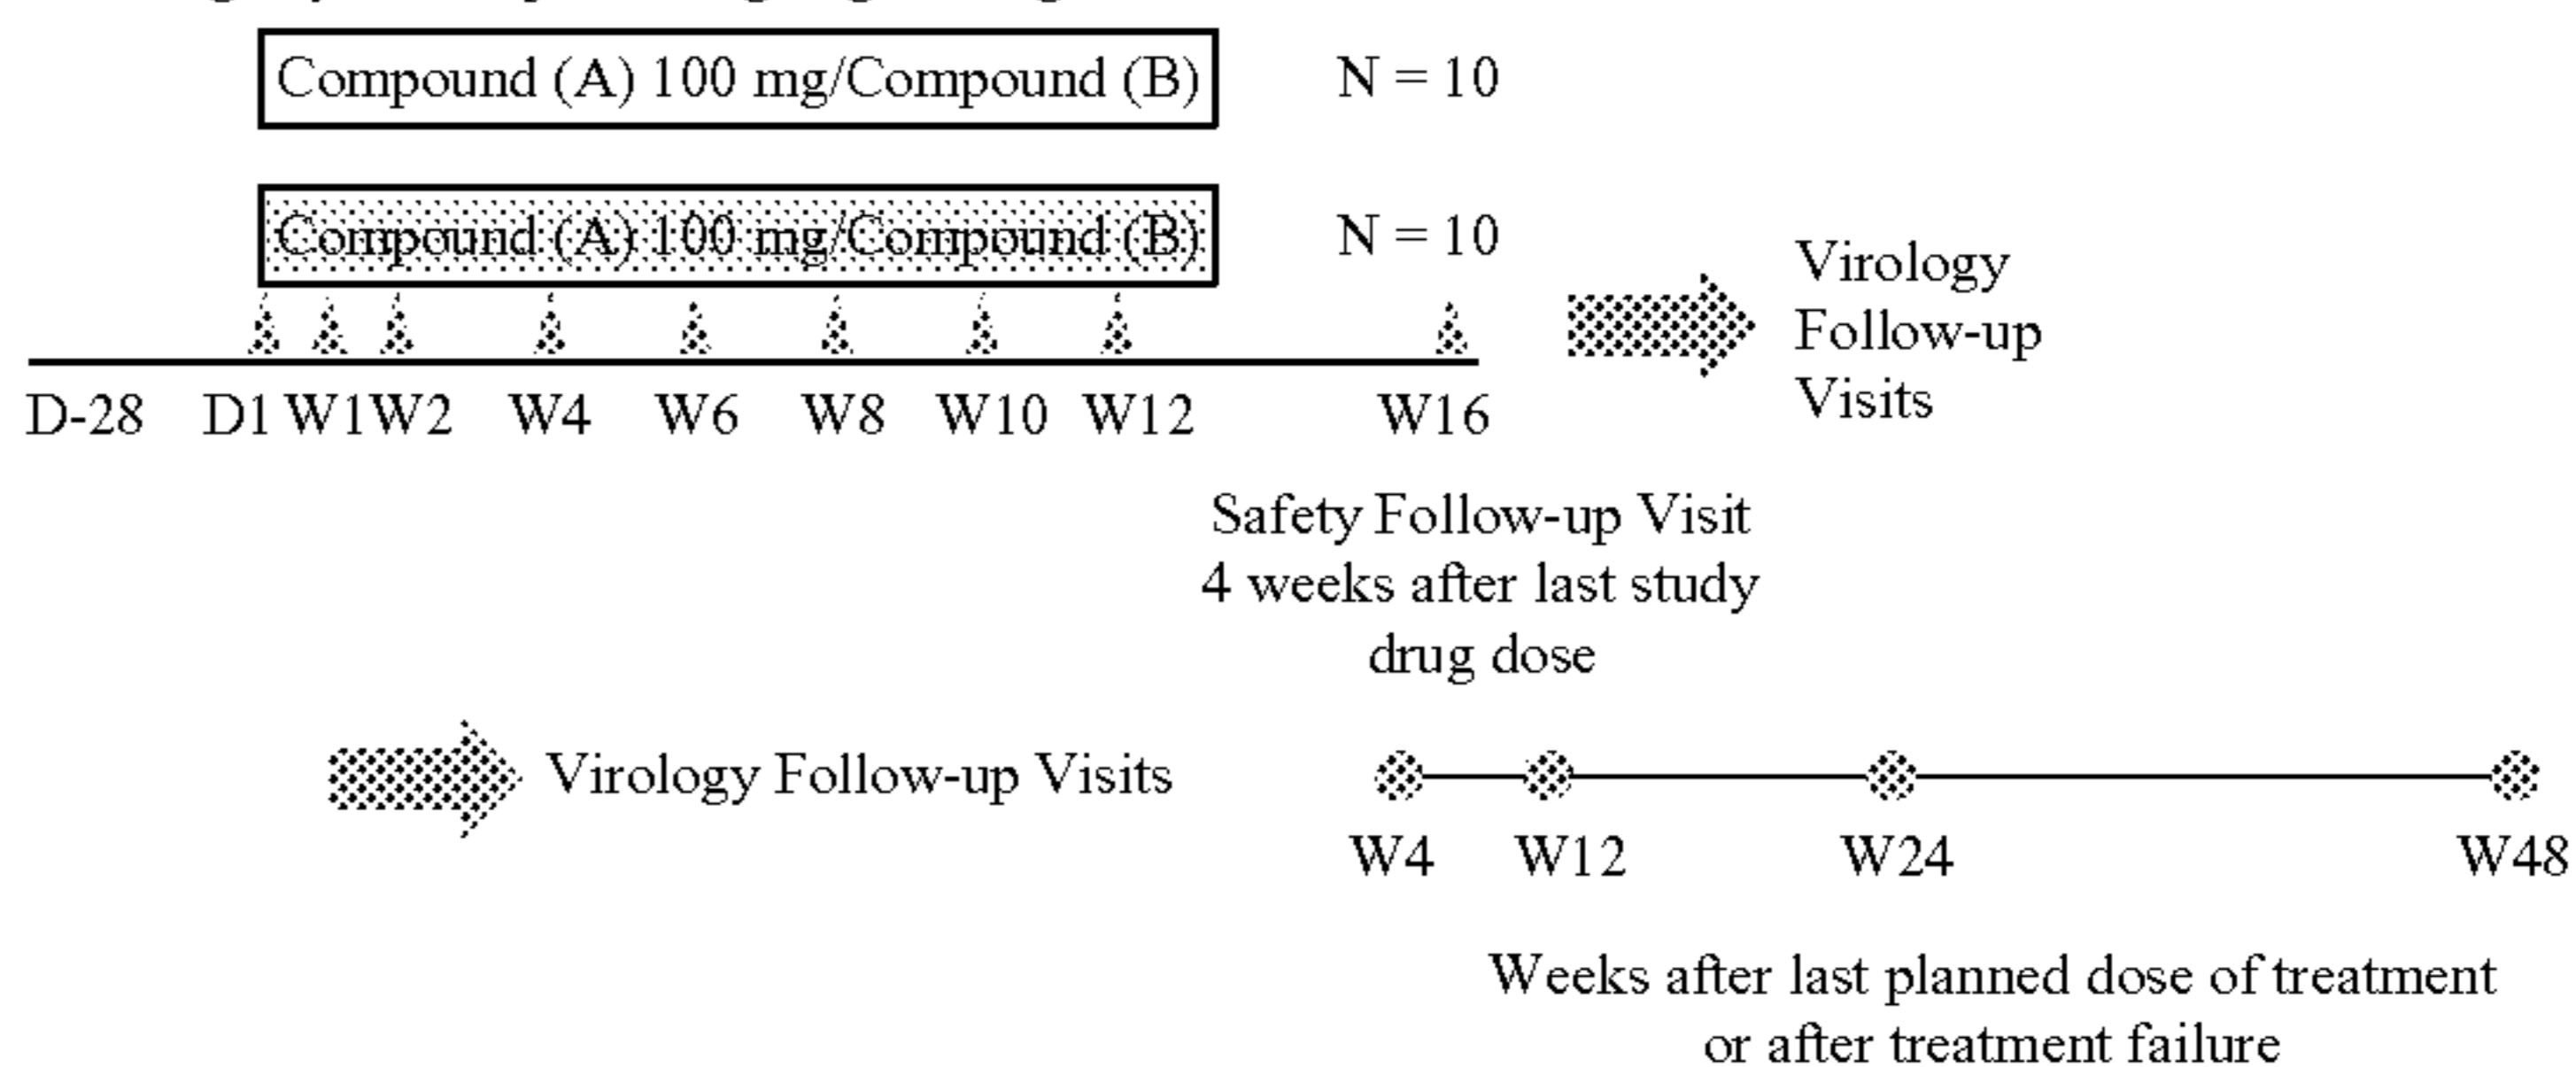 Compound (A) 100 mg/Compound (B) N = 10
Compound (A) 100 mg/Compound (B) N = 10
Virology
Follow-up
Visits
D-28 D1 W1 W2 W4 W6 W8 W10 W12 W16
Safety Follow-up Visit
4 weeks after last study
drug dose
Virology Follow-up Visits
W4 W12 W24 W48
Weeks after last planned dose of treatment
or after treatment failure